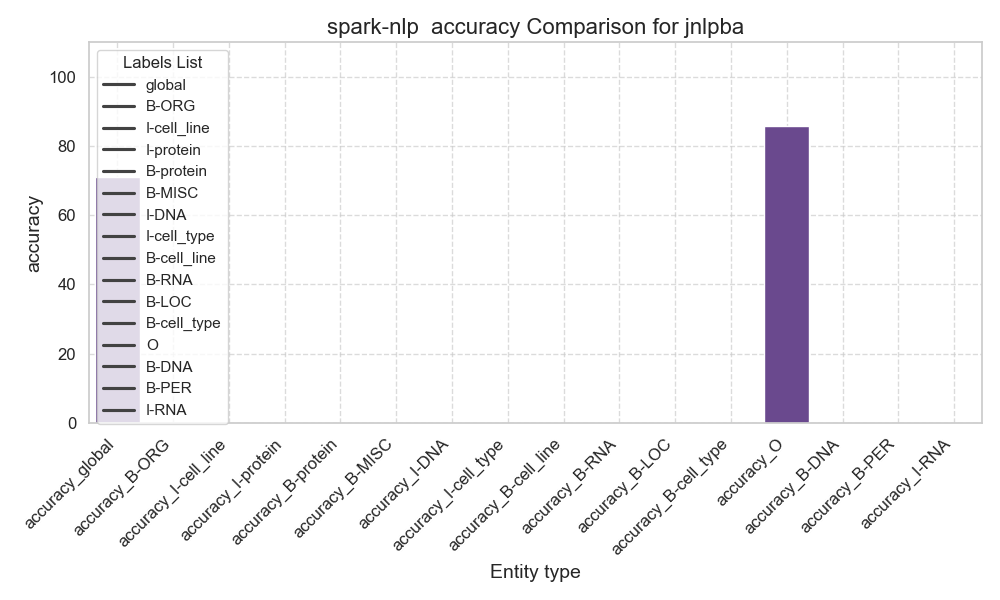 spark-nlp  accuracy Comparison for jnlpba
accuracy
100
80
60
40
20
0
Labels List
global
B-ORG
I-cell_line
I-protein
B-protein
B-MISC
I-DNA
I-cell_type
B-cell_line
B-RNA
B-LOC
B-cell_type
O
B-DNA
B-PER
I-RNA
accuracy_global
accuracy_B-ORG
accuracy_I-cell_line
accuracy_I-protein
accuracy_B-protein
accuracy_B-MISC
accuracy_I-DNA
accuracy_I-cell_type
accuracy_B-cell_line
accuracy_B-RNA
accuracy_B-LOC
accuracy_B-cell_type
accuracy_O
accuracy_B-DNA
accuracy_B-PER
accuracy_I-RNA
Entity type